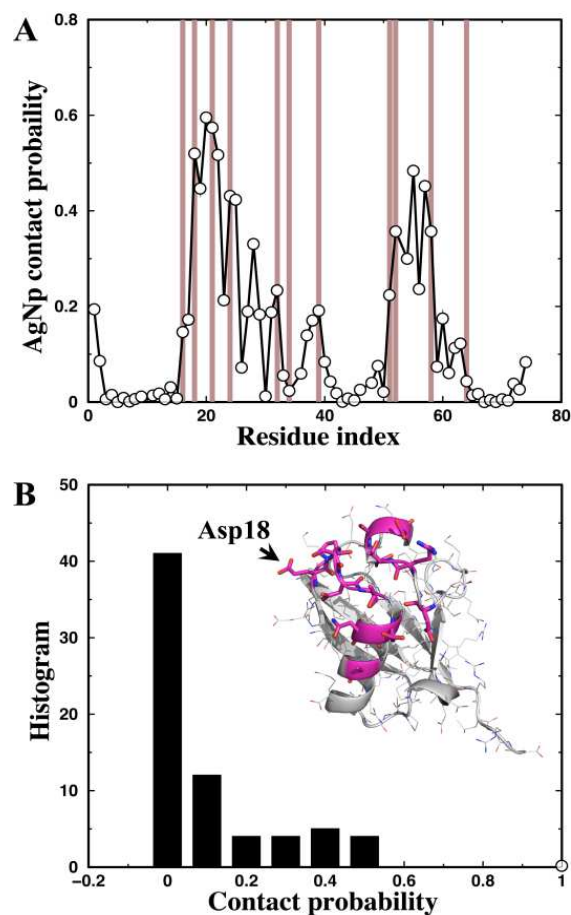 A
0.8
0.6
0.4
0.2
0
AgNp contact probaility
0 20 40 60 80
Residue index
B
50
40
30
20
10
0
Histogram
Asp18
-0.2 0 0.2 0.4 0.6 0.8 1
Contact probability